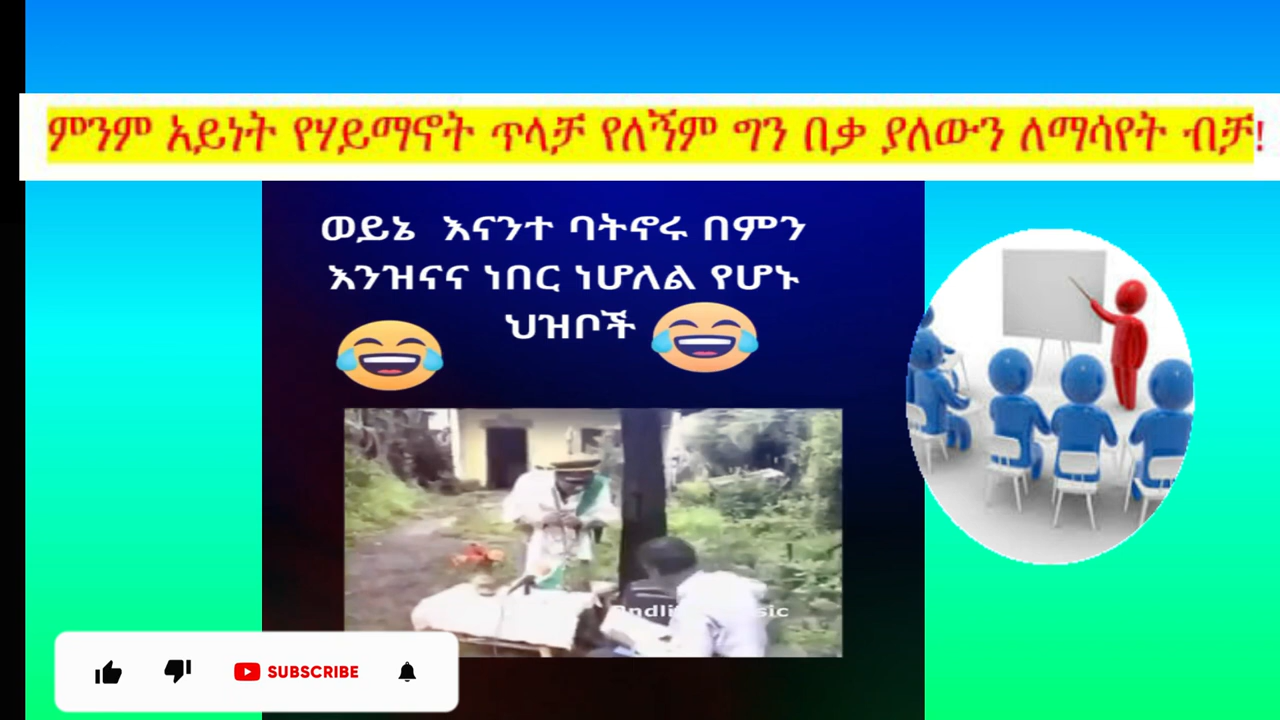 ምንም አይነት የሃይማኖት ጥላቻ የለኝም ግን በቃ ያለውን ለማሳየት ብቻ!
ወይኔ እናንተ ባትኖሩ በምን
እንዝናና ነበር ነሆለል የሆኑ
ህዝቦች
SUBSCRIBE